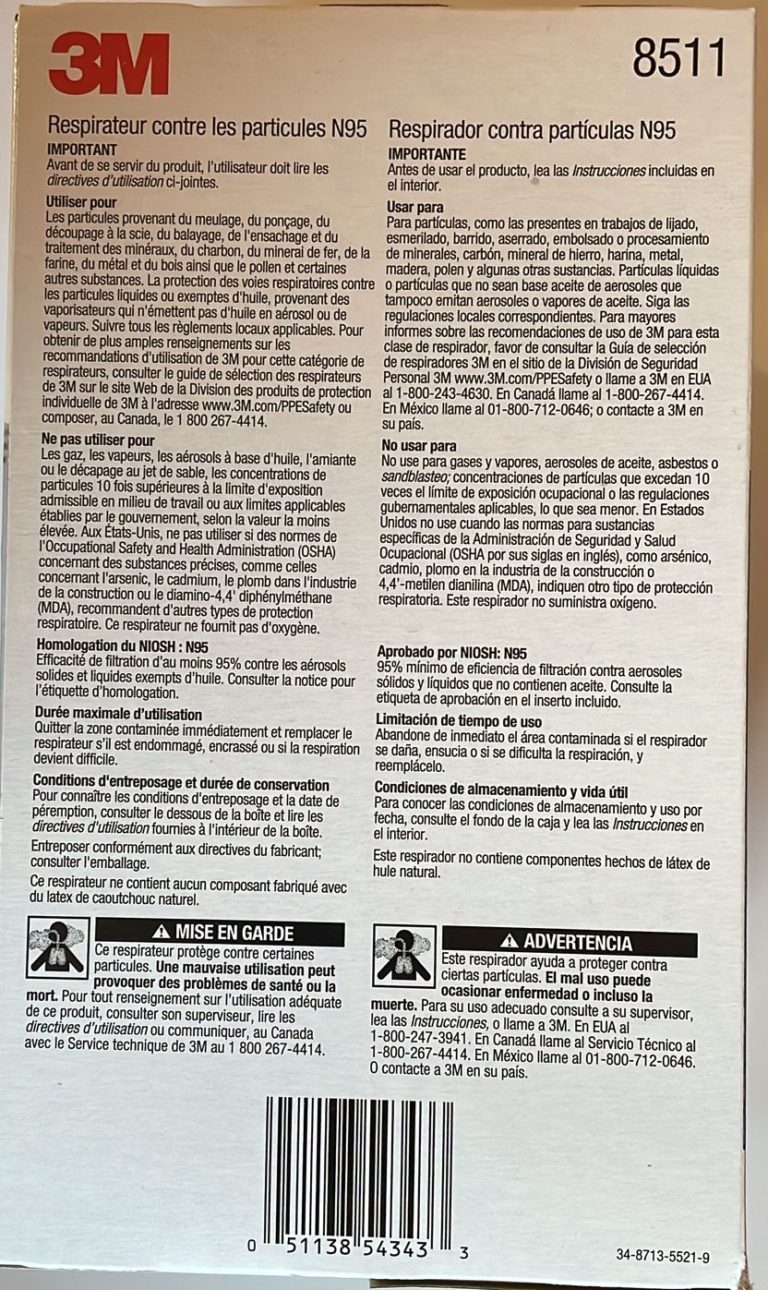 3M
8511
Respirateur contre les particules N95
IMPORTANT
Avant de se servir du produit, l'utilisateur doit lire les
directives d'utilisation ci-jointes.
Utiliser pour
Les particules provenant du meulage, du ponçage, du
découpage à la scie, du balayage, de l'ensachage et du
traitement des minéraux, du charbon, du minerai de fer, de la
farine, du métal et du bois ainsi que le pollen et certaines
autres substances. La protection des voies respiratoires contre
les particules liquides ou exemptes d'huile, provenant des
vaporisateurs qui n'émettent pas d'huile en aérosol ou de
vapeurs. Suivre tous les règlements locaux applicables. Pour
obtenir de plus amples renseignements sur les
recommandations d'utilisation de 3M pour cette catégorie de
respirateurs, consulter le guide de sélection des respirateurs
de 3M sur le site Web de la Division des produits de protection
individuelle de 3M à l'adresse www.3M.com/PPESafety ou
composer, au Canada, le 1 800 267-4414.
Ne pas utiliser pour
Les gaz, les vapeurs, les aérosols à base d'huile, l'amiante
ou le décapage au jet de sable, les concentrations de
particules 10 fois supérieures à la limite d'exposition
admissible en milieu de travail ou aux limites applicables
établies par le gouvernement, selon la valeur la moins
élevée. Aux États-Unis, ne pas utiliser si des normes de
l'Occupational Safety and Health Administration (OSHA)
concernant des substances précises, comme celles
concernant l'arsenic, le cadmium, le plomb dans l'industrie
de la construction ou le diamino-4,4' diphénylméthane
(MDA), recommandent d'autres types de protection
respiratoire. Ce respirateur ne fournit pas d'oxygène.
Homologation du NIOSH : N95
Efficacité de filtration d'au moins 95% contre les aérosols
solides et liquides exempts d'huile. Consulter la notice pour
l'étiquette d'homologation.
Durée maximale d'utilisation
Quitter la zone contaminée immédiatement et remplacer le
respirateur s'il est endommagé, encrassé ou si la respiration
devient difficile.
Conditions d'entreposage et durée de conservation
Pour connaître les conditions d'entreposage et la date de
péremption, consulter le dessous de la boîte et lire les
directives d'utilisation fournies à l'intérieur de la boîte.
Entreposer conformément aux directives du fabricant;
consulter l'emballage.
Ce respirateur ne contient aucun composant fabriqué avec
du latex de caoutchouc naturel.
MISE EN GARDE
Ce respirateur protège contre certaines
particules. Une mauvaise utilisation peut
provoquer des problèmes de santé ou la
mort. Pour tout renseignement sur l'utilisation adéquate
de ce produit, consulter son superviseur, lire les
directives d'utilisation ou communiquer, au Canada
avec le Service technique de 3M au 1 800 267-4414.
Respirador contra partículas N95
IMPORTANTE
Antes de usar el producto, lea las Instrucciones incluidas en
el interior.
Usar para
Para partículas, como las presentes en trabajos de lijado,
esmerilado, barrido, aserrado, embolsado o procesamiento
de minerales, carbón, mineral de hierro, harina, metal,
madera, polen y algunas otras sustancias. Partículas líquidas
o partículas que no sean base aceite de aerosoles que
tampoco emitan aerosoles o vapores de aceite. Siga las
regulaciones locales correspondientes. Para mayores
informes sobre las recomendaciones de uso de 3M para esta
clase de respirador, favor de consultar la Guía de selección
de respiradores 3M en el sitio de la División de Seguridad
Personal 3M www.3M.com/PPESafety o llame a 3M en EUA
al 1-800-243-4630. En Canadá llame al 1-800-267-4414.
En México llame al 01-800-712-0646; o contacte a 3M en
su país.
No usar para
No use para gases y vapores, aerosoles de aceite, asbestos o
sandblasteo; concentraciones de partículas que excedan 10
veces el límite de exposición ocupacional o las regulaciones
gubernamentales aplicables, lo que sea menor. En Estados
Unidos no use cuando las normas para sustancias
específicas de la Administración de Seguridad y Salud
Ocupacional (OSHA por sus siglas en inglés), como arsénico,
cadmio, plomo en la industria de la construcción o
4,4'-metilen dianilina (MDA), indiquen otro tipo de protección
respiratoria. Este respirador no suministra oxígeno.
Aprobado por NIOSH: N95
95% mínimo de eficiencia de filtración contra aerosoles
sólidos y líquidos que no contienen aceite. Consulte la
etiqueta de aprobación en el inserto incluido.
Limitación de tiempo de uso
Abandone de inmediato el área contaminada si el respirador
se daña, ensucia o si se dificulta la respiración, y
reemplácelo.
Condiciones de almacenamiento y vida útil
Para conocer las condiciones de almacenamiento y uso por
fecha, consulte el fondo de la caja y lea las Instrucciones en
el interior.
Este respirador no contiene componentes hechos de látex de
hule natural.
ADVERTENCIA
Este respirador ayuda a proteger contra
ciertas partículas. El mal uso puede
ocasionar enfermedad o incluso la
muerte. Para su uso adecuado consulte a su supervisor,
lea las Instrucciones, o llame a 3M. En EUA al
1-800-247-3941. En Canadá llame al Servicio Técnico al
1-800-267-4414. En México llame al 01-800-712-0646.
O contacte a 3M en su país.
0 51138 54343 3
34-8713-5521-9